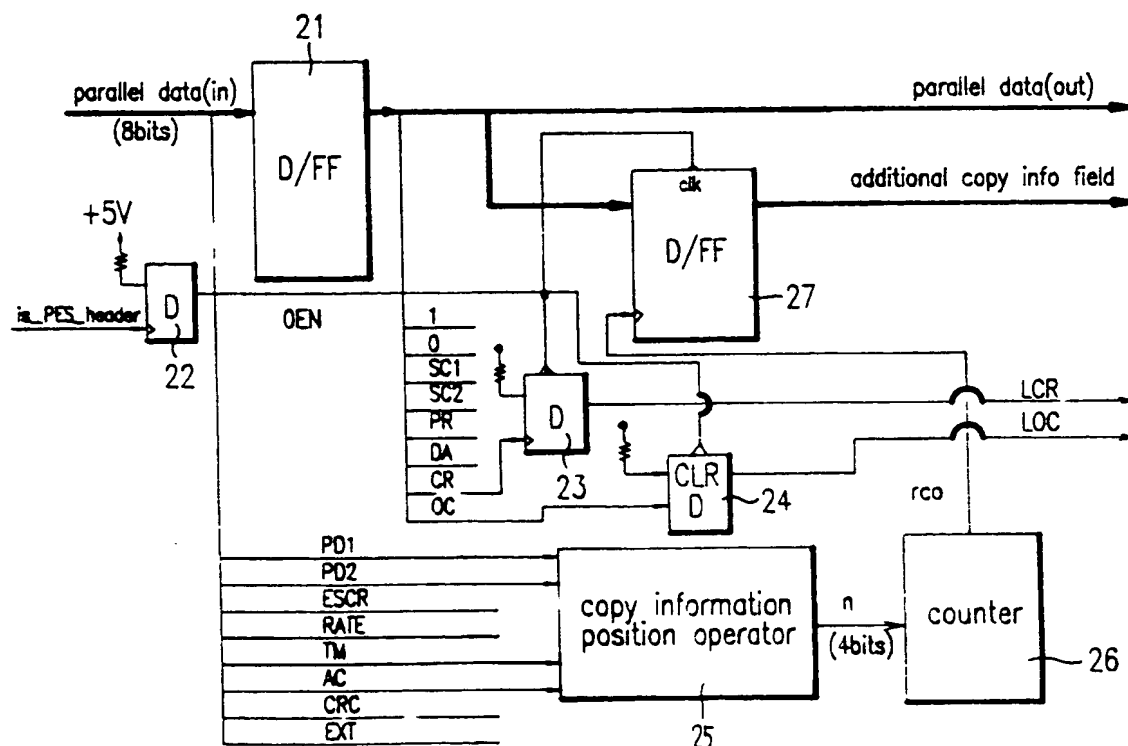 21
parallel data(in)
(8bits)
D/FF
parallel data(out)
clk
D/FF
27
additional copy info field
+5V
is_PES_header
D
22
OEN
1
0
SC1
SC2
PR
DA
CR
OC
D
23
CLR
D
24
LCR
LOC
rco
PD1
PD2
ESCR
RATE
TM
AC
CRC
EXT
copy information
position operator
25
n
(4bits)
counter
26